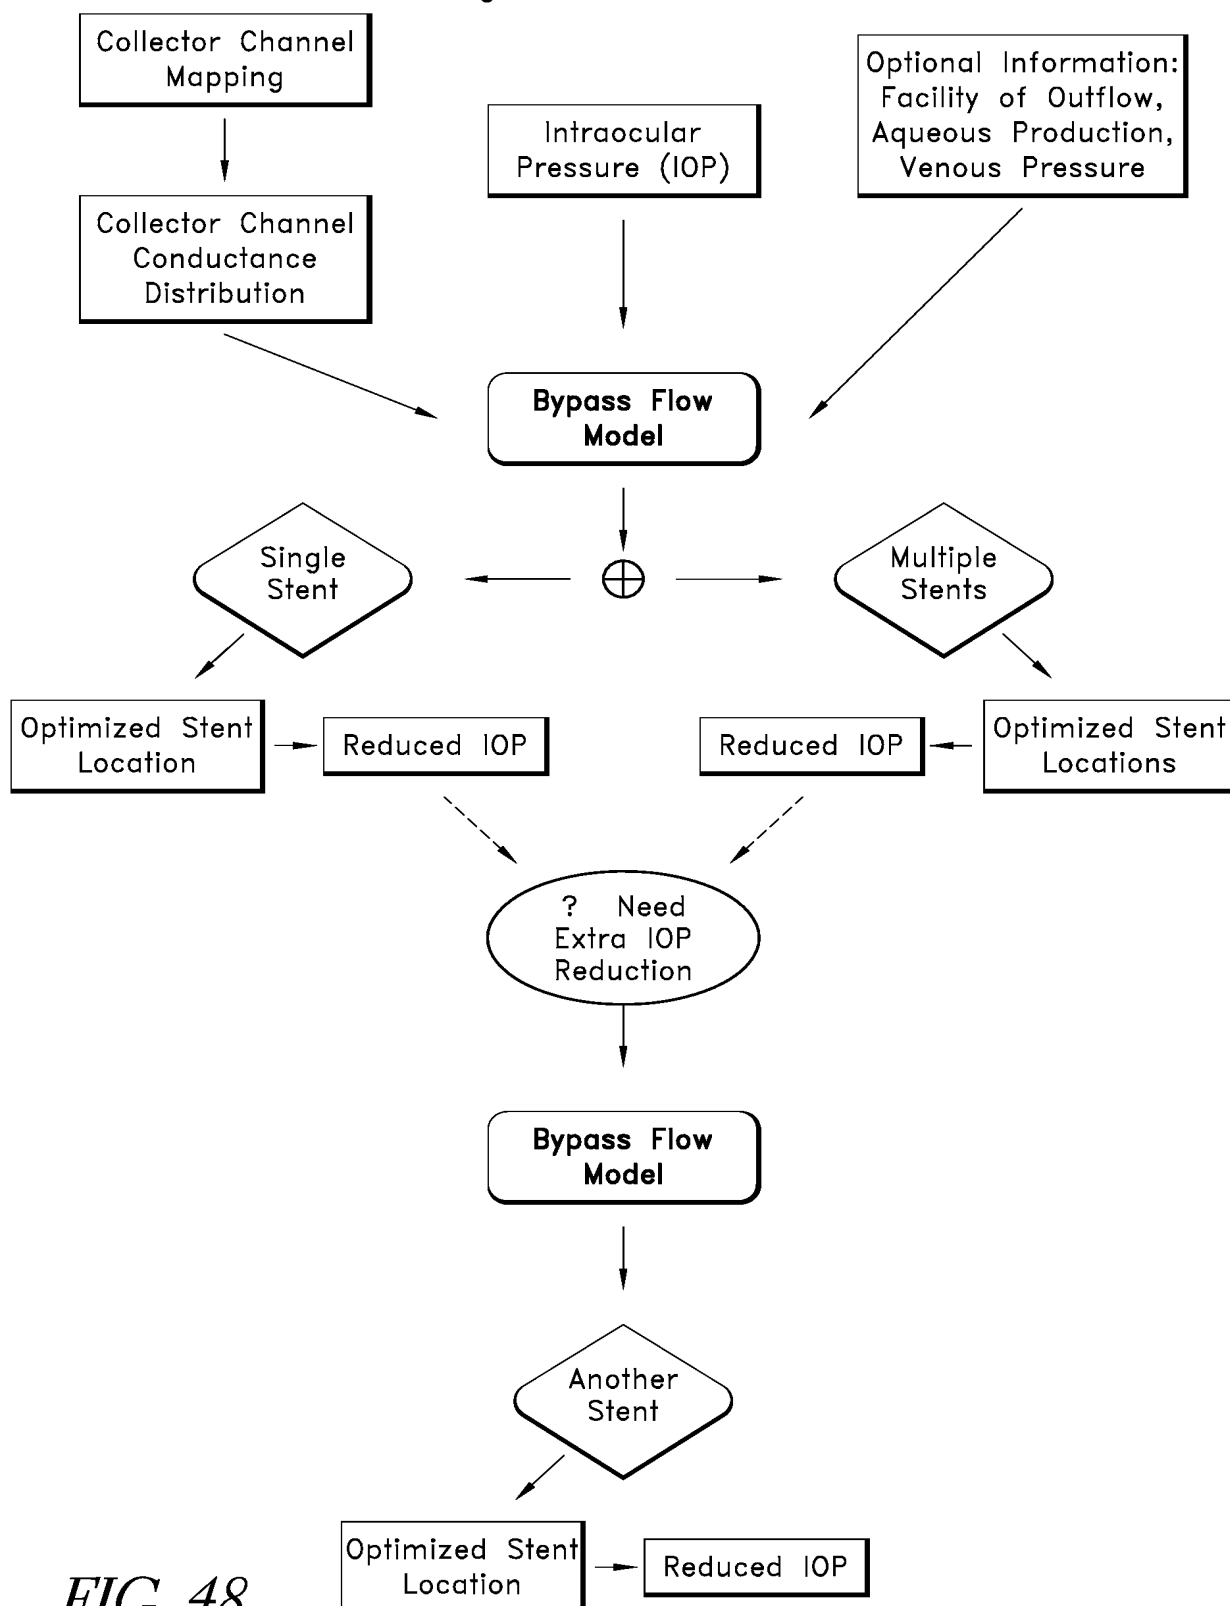 Collector Channel
Mapping
Optional Information:
Facility of Outflow,
Aqueous Production,
Venous Pressure
Intraocular
Pressure (IOP)
Collector Channel
Conductance
Distribution
Bypass Flow
Model
Single
Stent
Multiple
Stents
Optimized Stent
Location
Reduced IOP
Reduced IOP
Optimized Stent
Locations
? Need
Extra IOP
Reduction
Bypass Flow
Model
Another
Stent
Optimized Stent
Location
Reduced IOP
FIG. 48